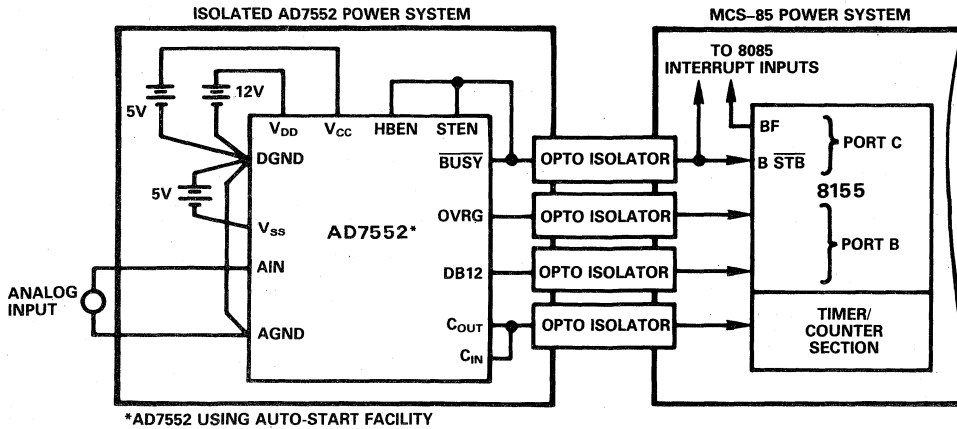 ISOLATED AD7552 POWER SYSTEM
MCS–85 POWER SYSTEM
TO 8085
INTERRUPT INPUTS
5V
12V
VDD
VCC
HBEN
STEN
DGND
BUSY
OPTO ISOLATOR
BF
B STB
PORT C
8155
5V
VSS
AD7552*
OVRG
OPTO ISOLATOR
PORT B
AIN
DB12
OPTO ISOLATOR
ANALOG
INPUT
AGND
COUT
OPTO ISOLATOR
CIN
TIMER/
COUNTER
SECTION
*AD7552 USING AUTO-START FACILITY